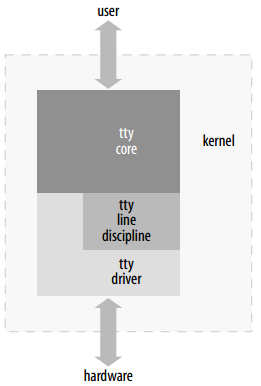 user
tty
core
kernel
tty
line
discipline
tty
driver
hardware